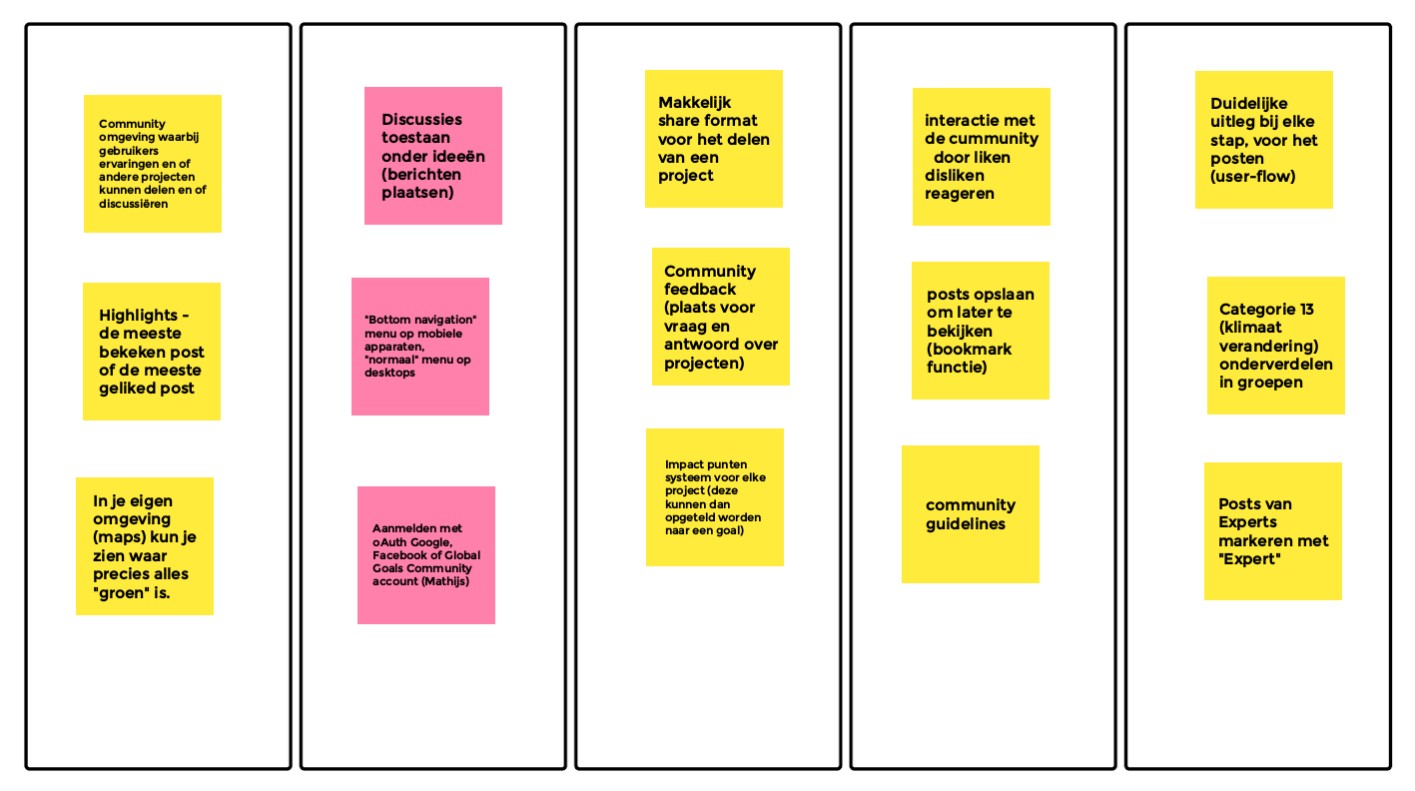 Community
omgeving waarbij
gebruikers
ervaringen en of
andere projecten
kunnen delen en of
discussiëren
Highlights -
de meeste
bekeken post
of de meeste
geliked post
In je eigen
omgeving
(maps) kun je
zien waar
precies alles
"groen" is.
Discussies
toestaan
onder ideeën
(berichten
plaatsen)
"Bottom navigation"
menu op mobiele
apparaten,
"normaal" menu op
desktops
Aanmelden met
oAuth Google,
Facebook of Global
Goals Community
account (Mathijs)
Makkelijk
share format
voor het delen
van een
project
Community
feedback
(plaats voor
vraag en
antwoord over
projecten)
Impact punten
systeem voor elke
project (deze
kunnen dan
opgeteld worden
naar een goal)
interactie met
de cummunity
door liken
disliken
reageren
posts opslaan
om later te
bekijken
(bookmark
functie)
community
guidelines
Duidelijke
uitleg bij elke
stap, voor het
posten
(user-flow)
Categorie 13
(klimaat
verandering)
onderverdelen
in groepen
Posts van
Experts
markeren met
"Expert"